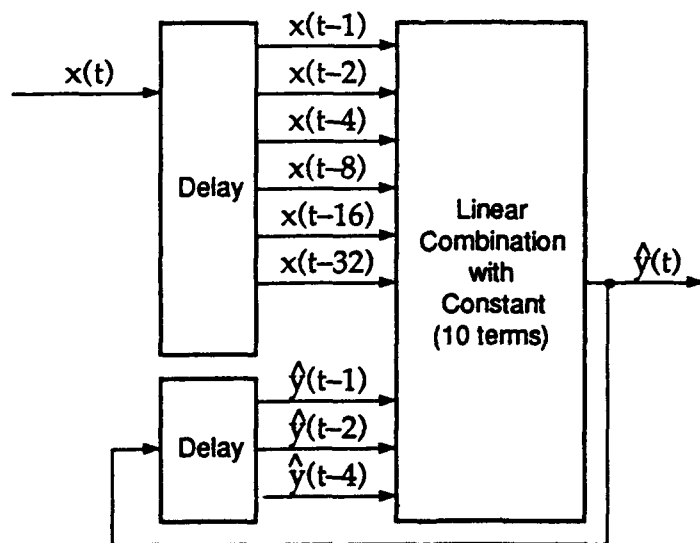 x(t)
x(t–1)
x(t–2)
x(t–4)
x(t–8)
x(t–16)
x(t–32)
Delay
Linear
Combination
with
Constant
(10 terms)
ŷ(t)
ŷ(t–1)
ŷ(t–2)
ŷ(t–4)
Delay